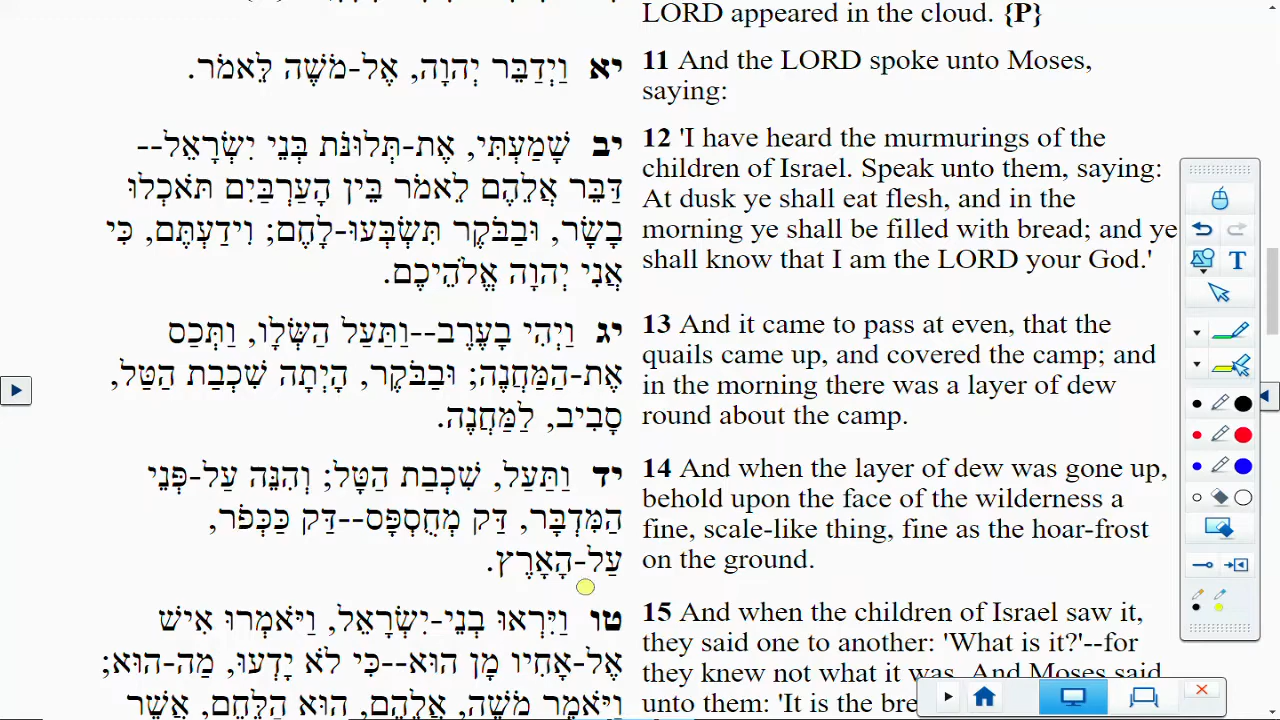 LORD appeared in the cloud. {P}
יא וַיְדַבֵּר יְהוָה, אֶל-מֹשֶׁה לֵּאמֹר.
11 And the LORD spoke unto Moses,
saying:
יב שָׁמַעְתִּי, אֶת-תְּלוּנֹּת בְּנֵי יִשְׂרָאֵל--
דַּבֵּר אֲלֵהֶם לֵאמֹר בֵּין הָעַרְבַּיִם תֹּאכְלוּ
בָשָׂר, וּבַבֹּקֶר תִּשְׂבְּעוּ-לָחֶם; וִידַעְתֶּם, כִּי
אֲנִי יְהוָה אֱלֹהֵיכֶם.
12 'I have heard the murmurings of the
children of Israel. Speak unto them, saying:
At dusk ye shall eat flesh, and in the
morning ye shall be filled with bread; and ye
shall know that I am the LORD your God.'
יג וַיְהִי בָעֶרֶב--וַתַּעַל הַשְּׂלָו, וַתְּכַס
אֶת-הַמַּחֲנֶה; וּבַבֹּקֶר, הָיְתָה שִׁכְבַת הַטַּל,
סָבִיב, לַמַּחֲנֶה.
13 And it came to pass at even, that the
quails came up, and covered the camp; and
in the morning there was a layer of dew
round about the camp.
יד וַתַּעַל, שִׁכְבַת הַטָּל; וְהִנֵּה עַל-פְּנֵי
הַמִּדְבָּר, דַּק מְחֻסְפָּס--דַּק כַּכְּפֹר,
עַל-הָאָרֶץ.
14 And when the layer of dew was gone up,
behold upon the face of the wilderness a
fine, scale-like thing, fine as the hoar-frost
on the ground.
טו וַיִּרְאוּ בְנֵי-יִשְׂרָאֵל, וַיֹּאמְרוּ אִישׁ
אֶל-אָחִיו מָן הוּא--כִּי לֹא יָדְעוּ, מַה-הוּא;
וַיֹּאמֶר מֹשֶׁה, אֲלֵהֶם, הוּא הַלֶּחֶם, אֲשֶׁר
15 And when the children of Israel saw it,
they said one to another: 'What is it?'--for
they knew not what it was. And Moses said
unto them: 'It is the
T